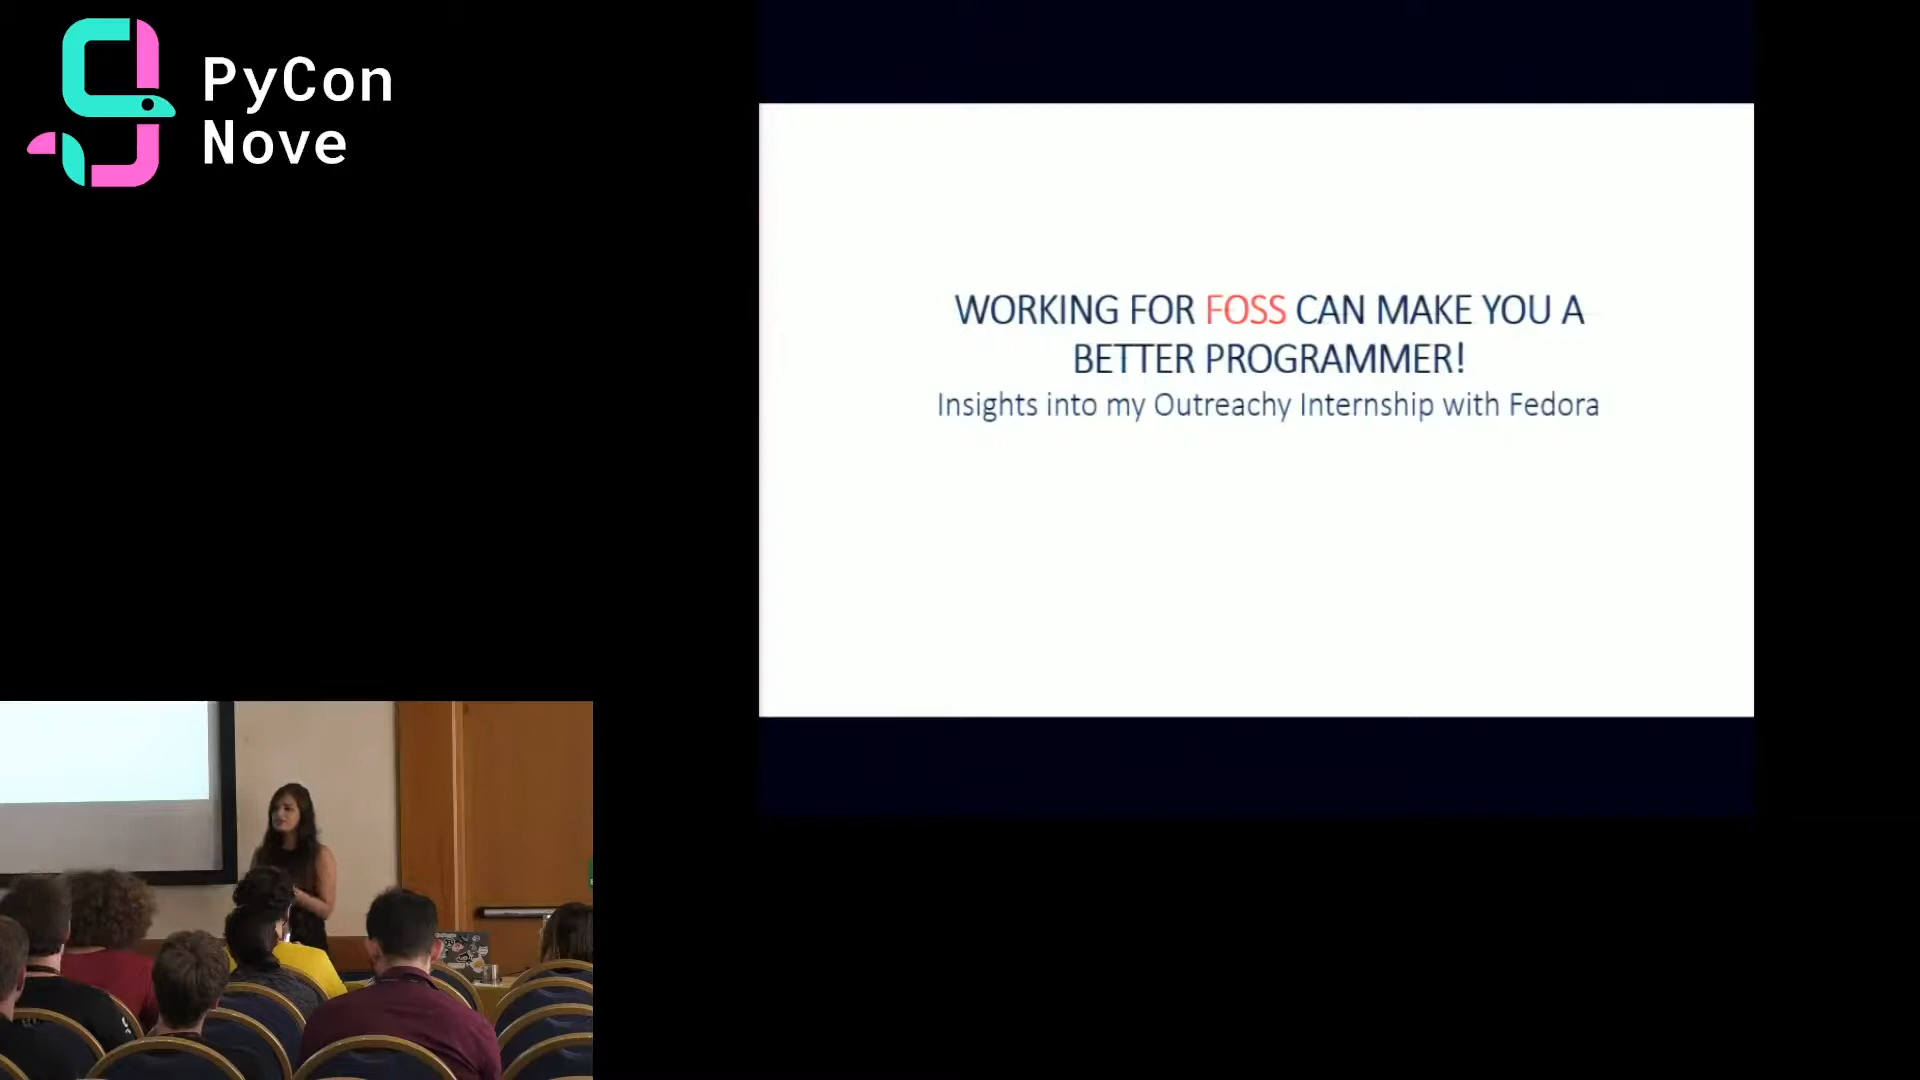 PyCon
Nove
WORKING FOR FOSS CAN MAKE YOU A
BETTER PROGRAMMER!
Insights into my Outreachy Internship with Fedora